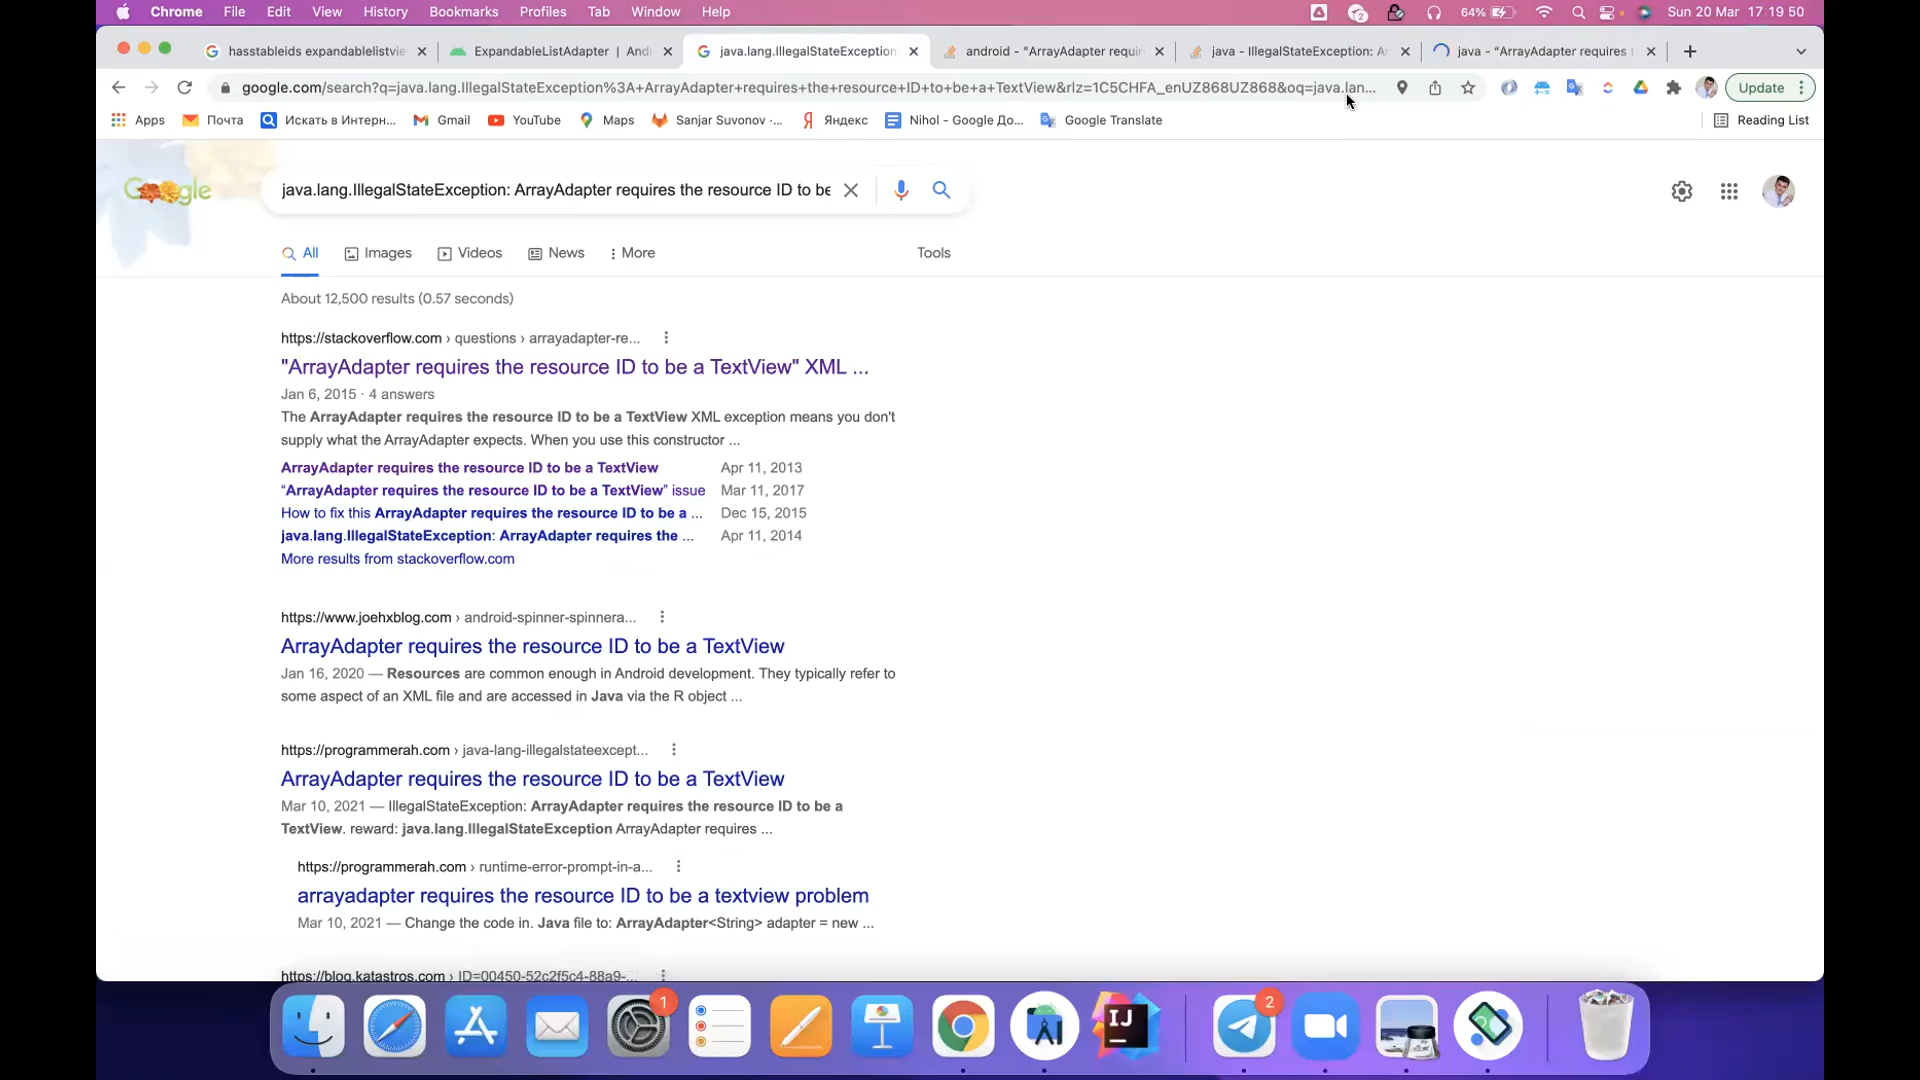 Chrome File Edit View History Bookmarks Profiles Tab Window Help 2 64% Sun 20 Mar 17 19 50
hasstableids expandablelistvie ExpandableListAdapter | Andr java.lang.IllegalStateException android - "ArrayAdapter requir java - IllegalStateException: Ar java - "ArrayAdapter requires t
google.com/search?q=java.lang.IllegalStateException%3A+ArrayAdapter+requires+the+resource+ID+to+be+a+TextView&rlz=1C5CHFA_enUZ868UZ868&oq=java.lan... Update
Apps Почта Искать в Интерн... Gmail YouTube Maps Sanjar Suvonov -... Яндекс Nihol - Google До... Google Translate Reading List
Google java.lang.IllegalStateException: ArrayAdapter requires the resource ID to be
All Images Videos News More Tools
About 12,500 results (0.57 seconds)
https://stackoverflow.com › questions › arrayadapter-re...
"ArrayAdapter requires the resource ID to be a TextView" XML ...
Jan 6, 2015 · 4 answers
The ArrayAdapter requires the resource ID to be a TextView XML exception means you don't
supply what the ArrayAdapter expects. When you use this constructor ...
ArrayAdapter requires the resource ID to be a TextView Apr 11, 2013
"ArrayAdapter requires the resource ID to be a TextView" issue Mar 11, 2017
How to fix this ArrayAdapter requires the resource ID to be a ... Dec 15, 2015
java.lang.IllegalStateException: ArrayAdapter requires the ... Apr 11, 2014
More results from stackoverflow.com
https://www.joehxblog.com › android-spinner-spinnera...
ArrayAdapter requires the resource ID to be a TextView
Jan 16, 2020 — Resources are common enough in Android development. They typically refer to
some aspect of an XML file and are accessed in Java via the R object ...
https://programmerah.com › java-lang-illegalstateexcept...
ArrayAdapter requires the resource ID to be a TextView
Mar 10, 2021 — IllegalStateException: ArrayAdapter requires the resource ID to be a
TextView. reward: java.lang.IllegalStateException ArrayAdapter requires ...
https://programmerah.com › runtime-error-prompt-in-a...
arrayadapter requires the resource ID to be a textview problem
Mar 10, 2021 — Change the code in. Java file to: ArrayAdapter<String> adapter = new ...
https://blog.katastros.com › ID=00450-52c2f5c4-88a9-...
1 IJ 2